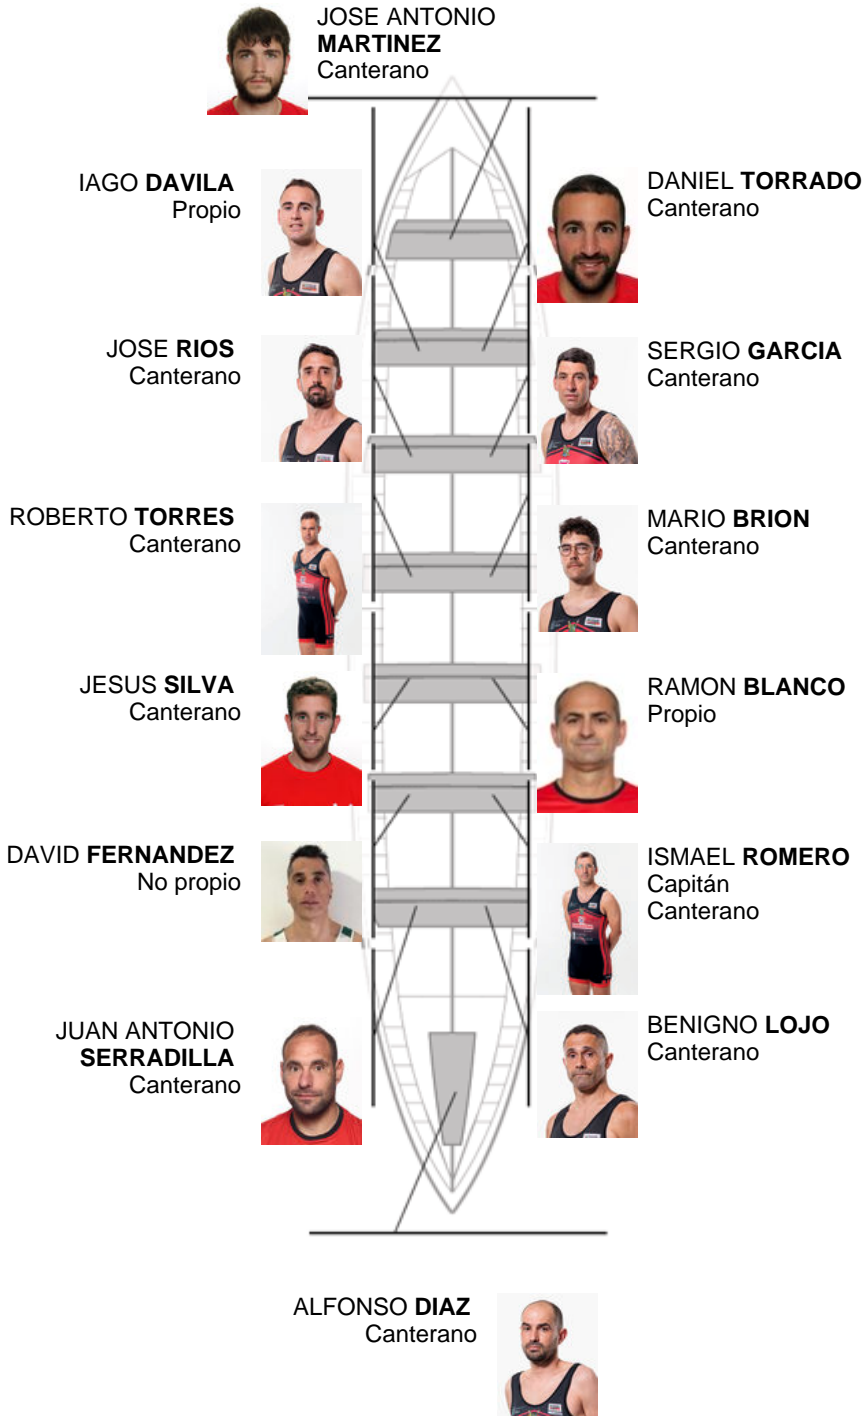 JOSE ANTONIO
MARTINEZ
Canterano
IAGO DAVILA
Propio
DANIEL TORRADO
Canterano
JOSE RIOS
Canterano
SERGIO GARCIA
Canterano
ROBERTO TORRES
Canterano
MARIO BRION
Canterano
JESUS SILVA
Canterano
RAMON BLANCO
Propio
DAVID FERNANDEZ
No propio
ISMAEL ROMERO
Capitán
Canterano
JUAN ANTONIO
SERRADILLA
Canterano
BENIGNO LOJO
Canterano
ALFONSO DIAZ
Canterano